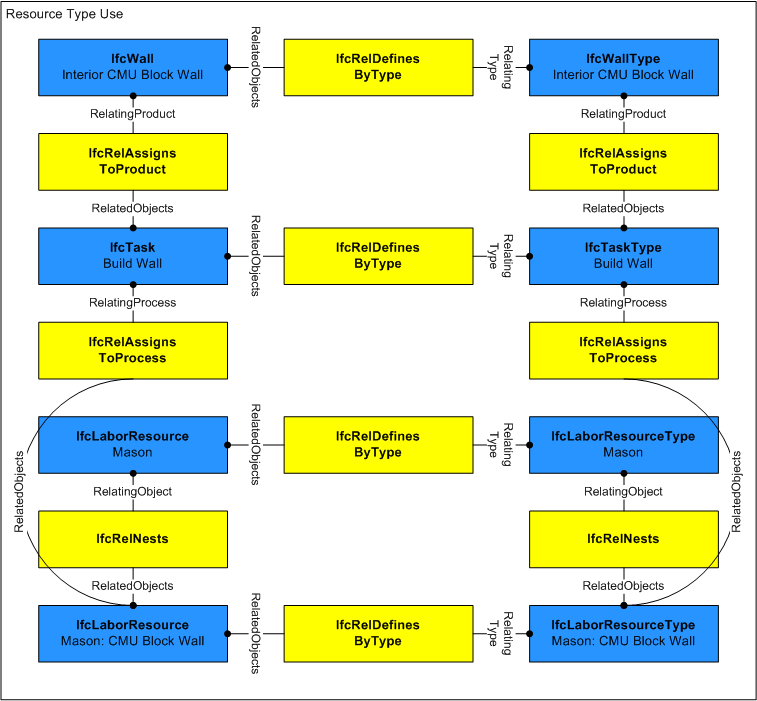 Resource Type Use
IfcWall
Interior CMU Block Wall
RelatedObjects
IfcRelDefines
ByType
Relating
Type
IfcWallType
Interior CMU Block Wall
RelatingProduct
RelatingProduct
IfcRelAssigns
ToProduct
IfcRelAssigns
ToProduct
RelatedObjects
RelatedObjects
IfcTask
Build Wall
RelatedObjects
IfcRelDefines
ByType
Relating
Type
IfcTaskType
Build Wall
RelatingProcess
RelatingProcess
IfcRelAssigns
ToProcess
IfcRelAssigns
ToProcess
IfcLaborResource
Mason
RelatedObjects
IfcRelDefines
ByType
Relating
Type
IfcLaborResourceType
Mason
RelatedObjects
RelatingObject
RelatingObject
RelatedObjects
IfcRelNests
IfcRelNests
RelatedObjects
RelatedObjects
IfcLaborResource
Mason: CMU Block Wall
RelatedObjects
IfcRelDefines
ByType
Relating
Type
IfcLaborResourceType
Mason: CMU Block Wall